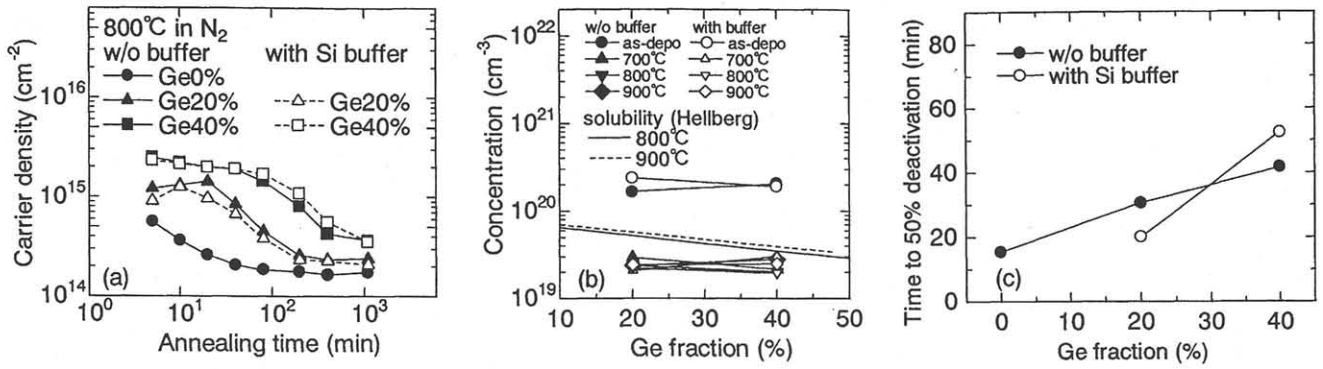 800°C in N2
w/o buffer with Si buffer
Ge0%
Ge20% Ge20%
Ge40% Ge40%
Carrier density (cm-2)
10^16
10^15
10^14
(a)
10^0 10^1 10^2 10^3
Annealing time (min)
w/o buffer with buffer
as-depo as-depo
700°C 700°C
800°C 800°C
900°C 900°C
solubility (Hellberg)
800°C
900°C
Concentration (cm-3)
10^22
10^21
10^20
10^19
(b)
10 20 30 40 50
Ge fraction (%)
w/o buffer
with Si buffer
Time to 50% deactivation (min)
80
60
40
20
0
(c)
0 10 20 30 40
Ge fraction (%)